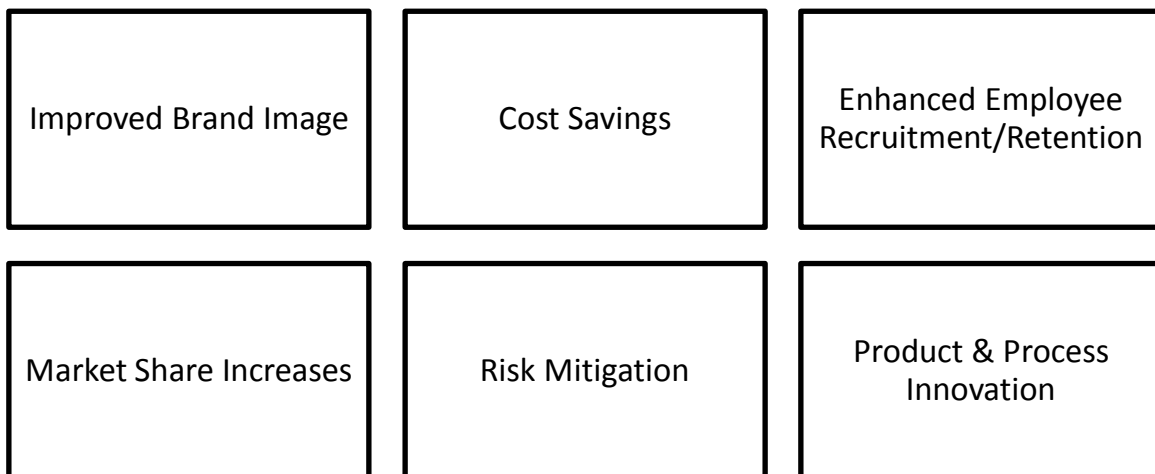 Improved Brand Image
Cost Savings
Enhanced Employee
Recruitment/Retention
Market Share Increases
Risk Mitigation
Product & Process
Innovation